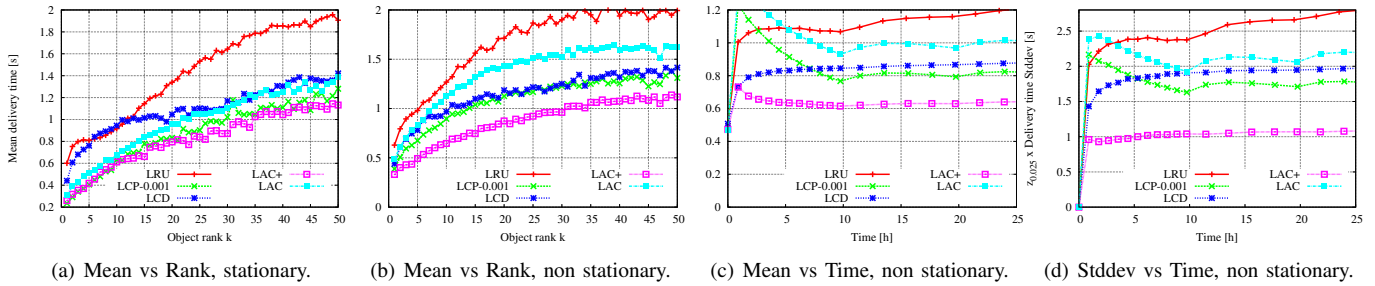 Mean delivery time [s]
2
1.8
1.6
1.4
1.2
1
0.8
0.6
0.4
0.2
0 5 10 15 20 25 30 35 40 45 50
Object rank k
LRU
LCP-0.001
LCD
LAC+
LAC
(a) Mean vs Rank, stationary.
2
1.5
1
0.5
0
0 5 10 15 20 25 30 35 40 45 50
Object rank k
LRU
LCP-0.001
LCD
LAC+
LAC
(b) Mean vs Rank, non stationary.
1.2
1
0.8
0.6
0.4
0.2
0
0 5 10 15 20 25
Time [h]
LRU
LCP-0.001
LCD
LAC+
LAC
(c) Mean vs Time, non stationary.
z0.025 x Delivery time Stddev [s]
2.5
2
1.5
1
0.5
0
0 5 10 15 20 25
Time [h]
LRU
LCP-0.001
LCD
LAC+
LAC
(d) Stddev vs Time, non stationary.